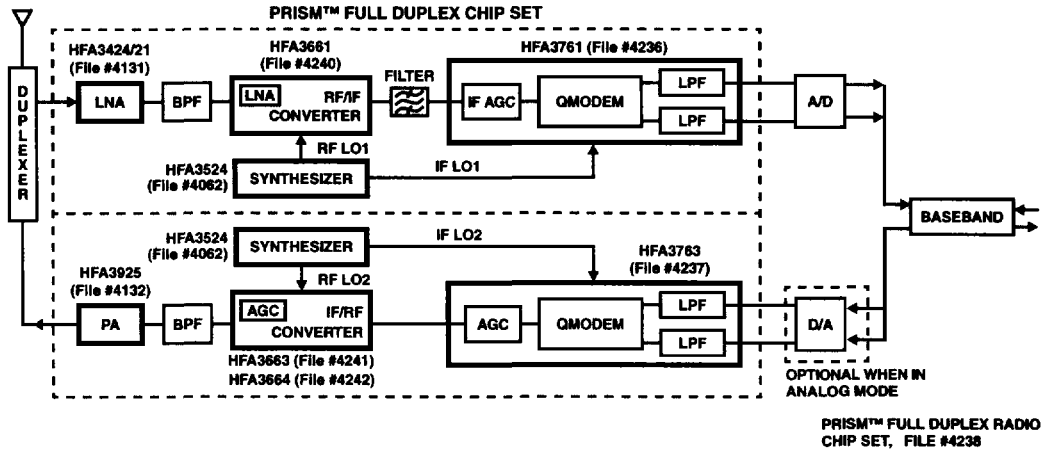 PRISM™ FULL DUPLEX CHIP SET
HFA3424/21
(File #4131)
HFA3661
(File #4240)
HFA3761 (File #4236)
DUPLEXER
LNA
BPF
LNA
RF/IF
CONVERTER
FILTER
IF AGC
QMODEM
LPF
LPF
A/D
RF LO1
HFA3524
(File #4062)
SYNTHESIZER
IF LO1
BASEBAND
HFA3524
(File #4062)
SYNTHESIZER
IF LO2
RF LO2
HFA3763
(File #4237)
HFA3925
(File #4132)
PA
BPF
AGC
IF/RF
CONVERTER
AGC
QMODEM
LPF
LPF
D/A
HFA3663 (File #4241)
HFA3664 (File #4242)
OPTIONAL WHEN IN
ANALOG MODE
PRISM™ FULL DUPLEX RADIO
CHIP SET, FILE #4238